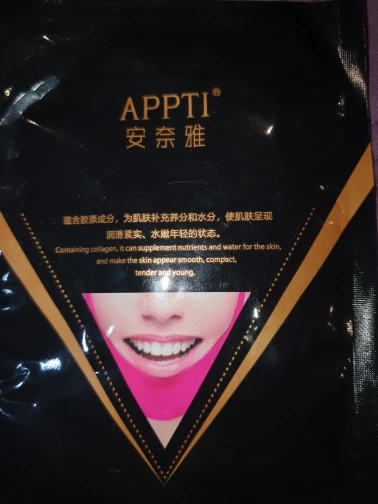 APPTI®
安奈雅
蕴含胶原成分，为肌肤补充养分和水分，使肌肤呈现
润滑紧实、水嫩年轻的状态。
Containing collagen, it can supplement nutrients and water for the skin,
and make the skin appear smooth, compact,
tender and young.